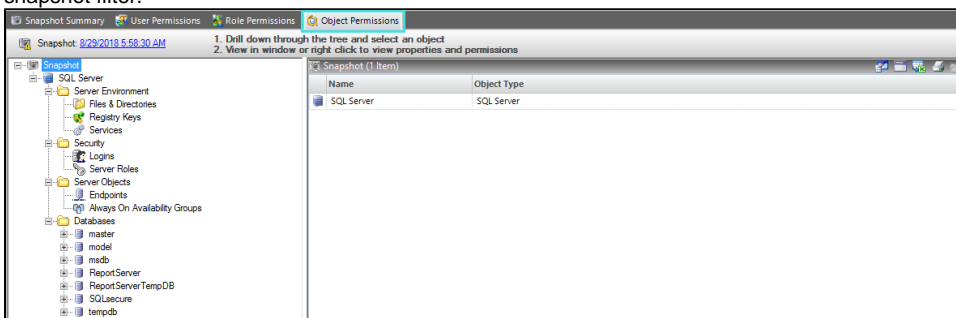 snapshot filter.
Snapshot Summary User Permissions Role Permissions Object Permissions
Snapshot: 8/29/2018 5:58:30 AM
1. Drill down through the tree and select an object
2. View in window or right click to view properties and permissions
Snapshot
SQL Server
Server Environment
Files & Directories
Registry Keys
Services
Security
Logins
Server Roles
Server Objects
Endpoints
Always On Availability Groups
Databases
master
model
msdb
ReportServer
ReportServerTempDB
SQLsecure
tempdb
Snapshot (1 Item)
Name Object Type
SQL Server SQL Server